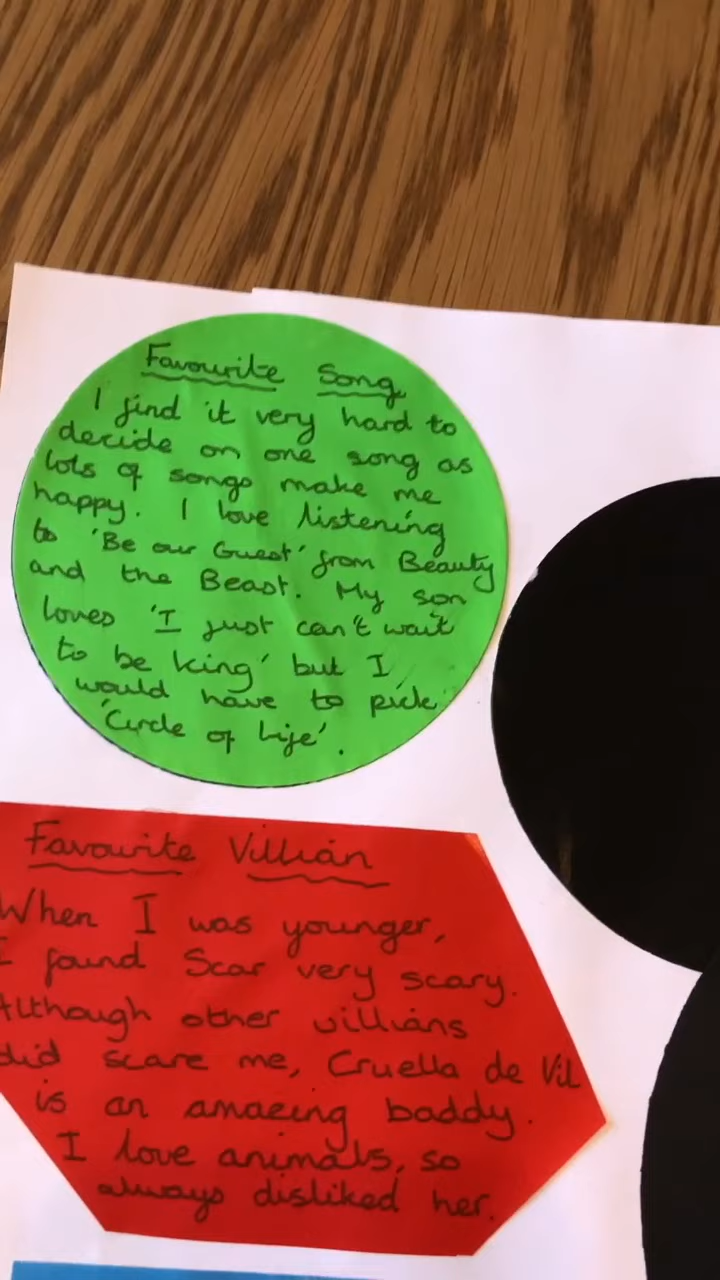 Favourite Song
I find it very hard to
decide on one song as
lots of songs make me
happy. I love listening
to 'Be our Guest' from Beauty
and the Beast. My son
loves 'I just can't wait
to be king' but I
would have to pick
'Circle of Life'.
Favourite Villian
When I was younger,
I found Scar very scary.
Although other villians
did scare me, Cruella de Vil
is an amazing baddy.
I love animals, so
always disliked her.